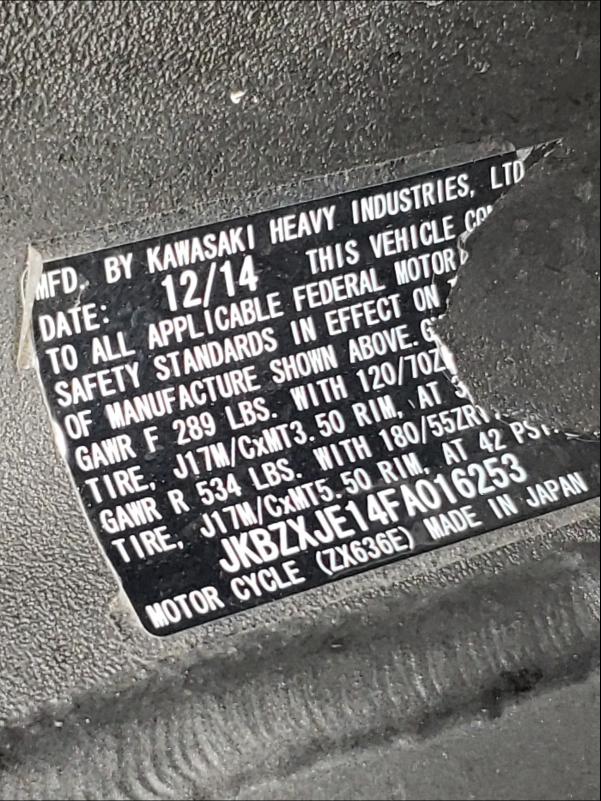 MFD. BY KAWASAKI HEAVY INDUSTRIES, LTD
DATE: 12/14 THIS VEHICLE
TO ALL APPLICABLE FEDERAL MOTOR
SAFETY STANDARDS IN EFFECT ON
OF MANUFACTURE SHOWN ABOVE.
GAWR F 289 LBS. WITH 120/70Z
TIRE, J17M/CxMT3.50 RIM, AT
GAWR R 534 LBS. WITH 180/55ZR
TIRE, J17M/CxMT5.50 RIM, AT 42 PSI.
JKBZXJE14FA016253
MOTOR CYCLE (ZX636E) MADE IN JAPAN